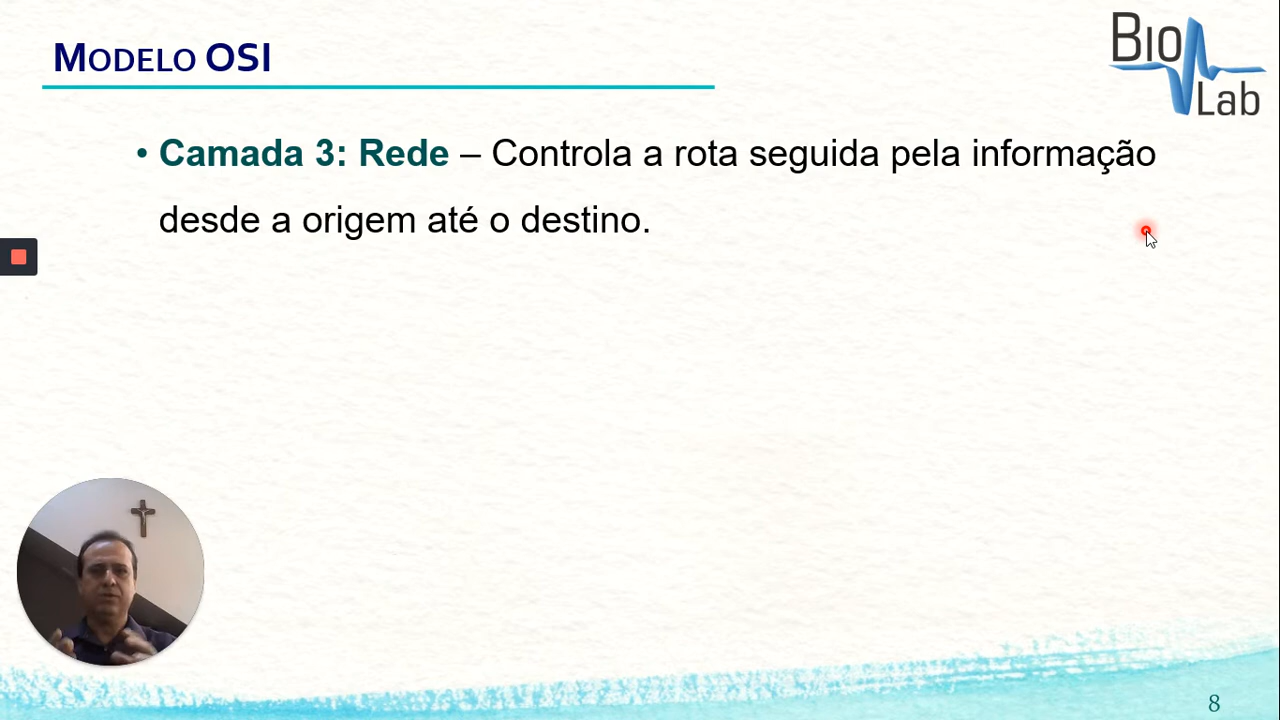 MODELO OSI
Bio
Lab
• Camada 3: Rede – Controla a rota seguida pela informação
desde a origem até o destino.
8